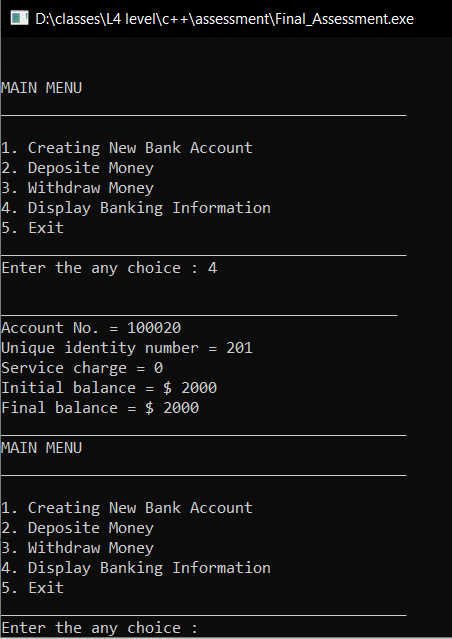 D:\classes\L4 level\c++\assessment\Final_Assessment.exe
MAIN MENU
1. Creating New Bank Account
2. Deposite Money
3. Withdraw Money
4. Display Banking Information
5. Exit
Enter the any choice : 4
Account No. = 100020
Unique identity number = 201
Service charge = 0
Initial balance = $ 2000
Final balance = $ 2000
MAIN MENU
1. Creating New Bank Account
2. Deposite Money
3. Withdraw Money
4. Display Banking Information
5. Exit
Enter the any choice :